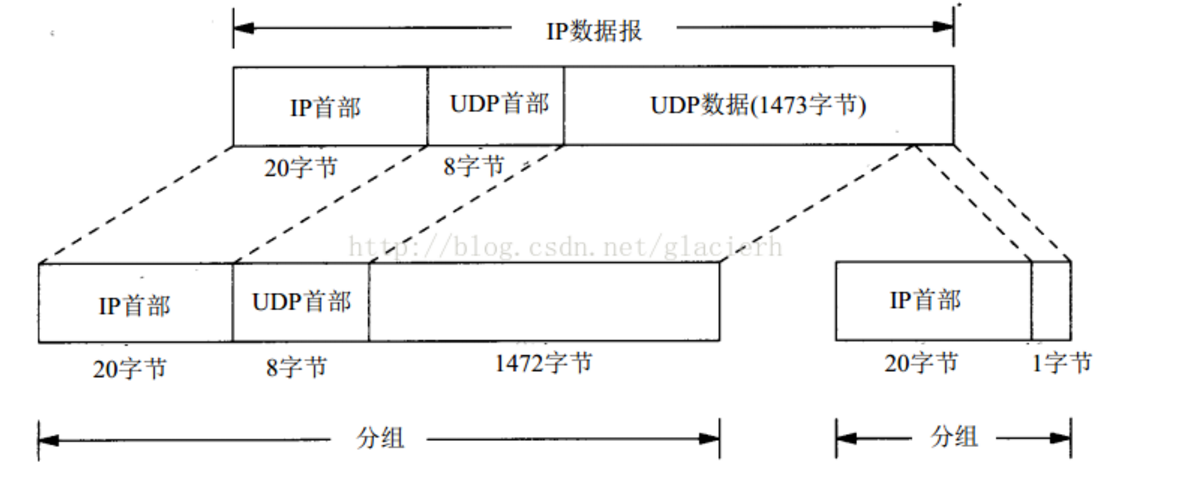 IP数据报
IP首部 UDP首部 UDP数据(1473字节)
20字节 8字节
http://blog.csdn.net/glacierh
IP首部 UDP首部 IP首部
20字节 8字节 1472字节 20字节 1字节
分组 分组